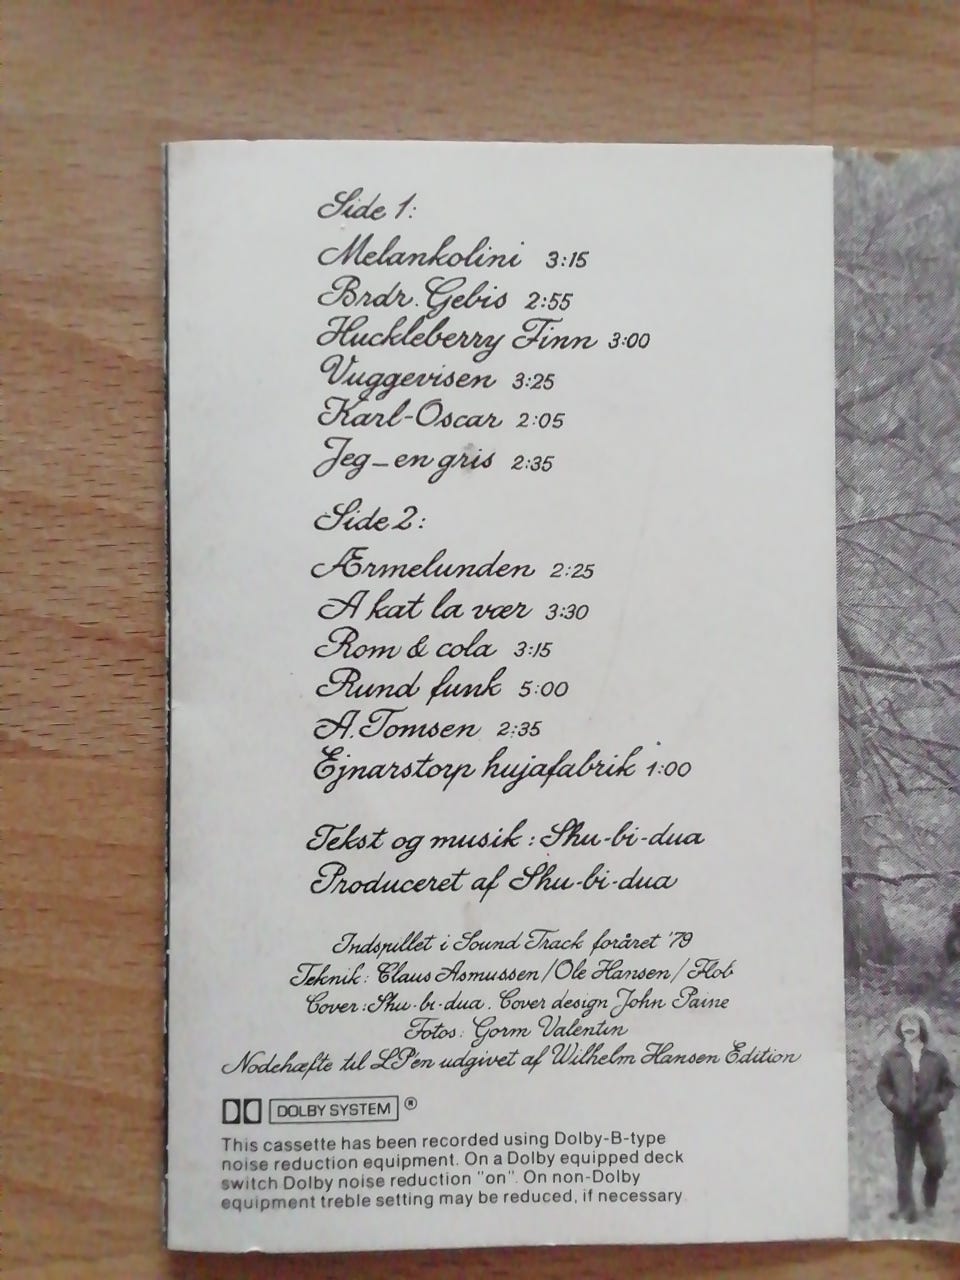 Side 1:
Melankolini 3:15
Brdr. Gebis 2:55
Huckleberry Finn 3:00
Vuggevisen 3:25
Karl-Oscar 2:05
Jeg-en gris 2:35
Side 2:
Ærmelunden 2:25
A kat la vær 3:30
Rom & cola 3:15
Rund funk 5:00
A. Tomsen 2:35
Ejnarstorp hujafabrik 1:00
Tekst og musik: Shu-bi-dua
Produceret af Shu-bi-dua
Indspillet i Sound Track foråret '79
Teknik: Claus Asmussen/Ole Hansen/Flob
Cover: Shu-bi-dua. Cover design John Paine
Fotos: Gorm Valentin
Nodehæfte til LP'en udgivet af Wilhelm Hansen Edition
DOLBY SYSTEM ®
This cassette has been recorded using Dolby-B-type
noise reduction equipment. On a Dolby equipped deck
switch Dolby noise reduction "on". On non-Dolby
equipment treble setting may be reduced, if necessary